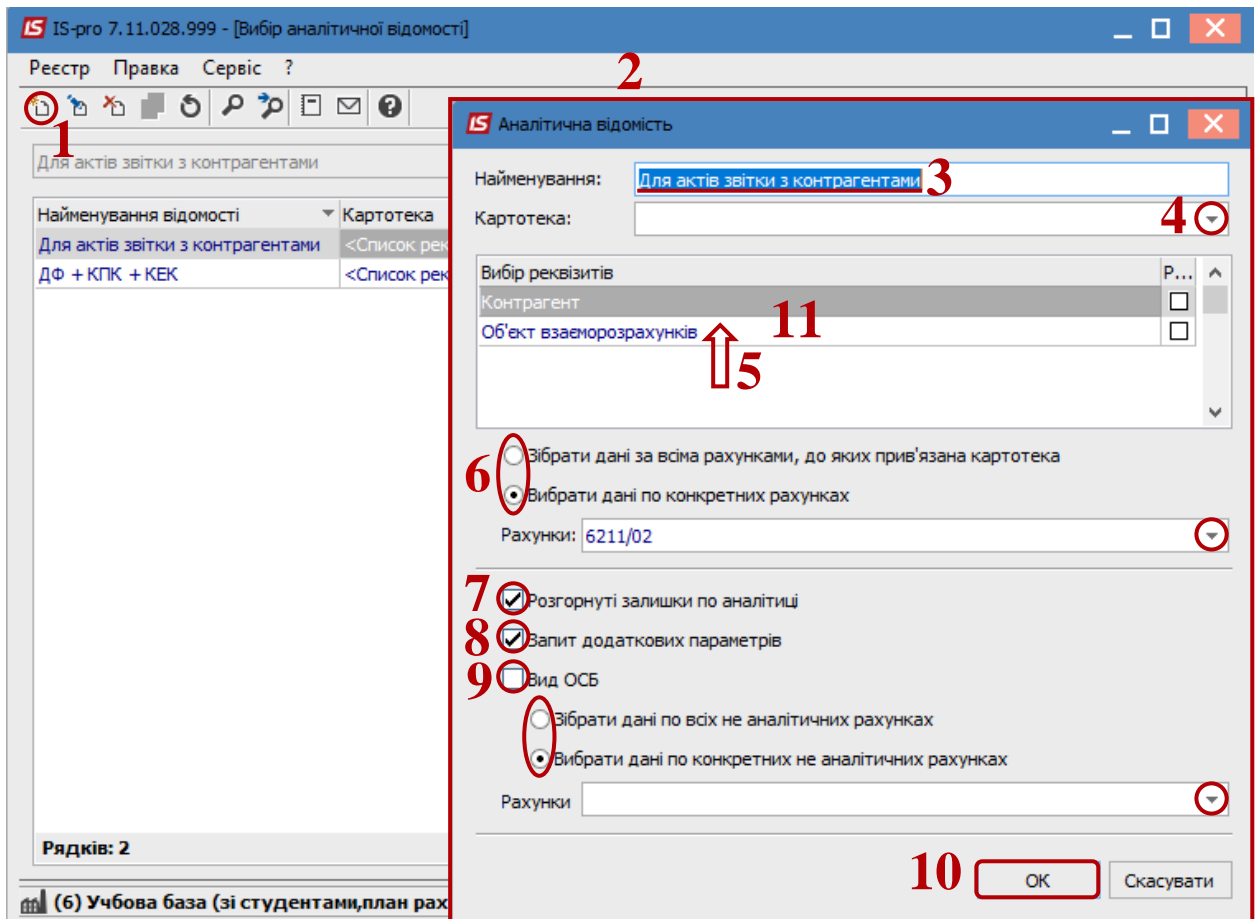 IS-pro 7.11.028.999 - [Вибір аналітичної відомості]
Реєстр Правка Сервіс ?
1
Для актів звітки з контрагентами
Найменування відомості Картотека
Для актів звітки з контрагентами <Список рек
ДФ + КПК + КЕК <Список рек
Рядків: 2
(6) Учбова база (зі студентами,план рах
2
Аналітична відомість
Найменування: Для актів звітки з контрагентами 3
Картотека: 4
Вибір реквізитів Р...
Контрагент
11
Об'єкт взаєморозрахунків
5
6
Зібрати дані за всіма рахунками, до яких прив'язана картотека
Вибрати дані по конкретних рахунках
Рахунки: 6211/02
7 Розгорнуті залишки по аналітиці
8 Запит додаткових параметрів
9 Вид ОСБ
Зібрати дані по всіх не аналітичних рахунках
Вибрати дані по конкретних не аналітичних рахунках
Рахунки
10 ОК Скасувати